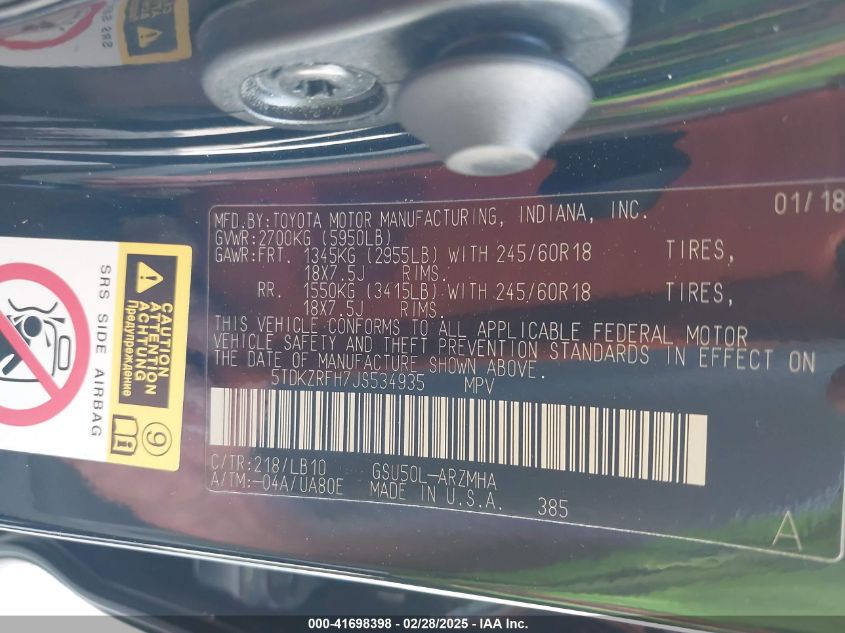 MFD.BY:TOYOTA MOTOR MANUFACTURING, INDIANA, INC. 01/18
GVWR:2700KG (5950LB)
GAWR:FRT. 1345KG (2955LB) WITH 245/60R18 TIRES,
18X7.5J RIMS.
RR. 1550KG (3415LB) WITH 245/60R18 TIRES,
18X7.5J RIMS.
THIS VEHICLE CONFORMS TO ALL APPLICABLE FEDERAL MOTOR
VEHICLE SAFETY AND THEFT PREVENTION STANDARDS IN EFFECT ON
THE DATE OF MANUFACTURE SHOWN ABOVE.
5TDKZRFH7JS534935 MPV
C/TR:218/LB10 GSU50L-ARZMHA
A/TM:-04A/UA80E MADE IN U.S.A. 385
A
CAUTION
ATTENTION
ACHTUNG
Предупреждение
SRS SIDE AIRBAG
9
000-41698398 - 02/28/2025 - IAA Inc.